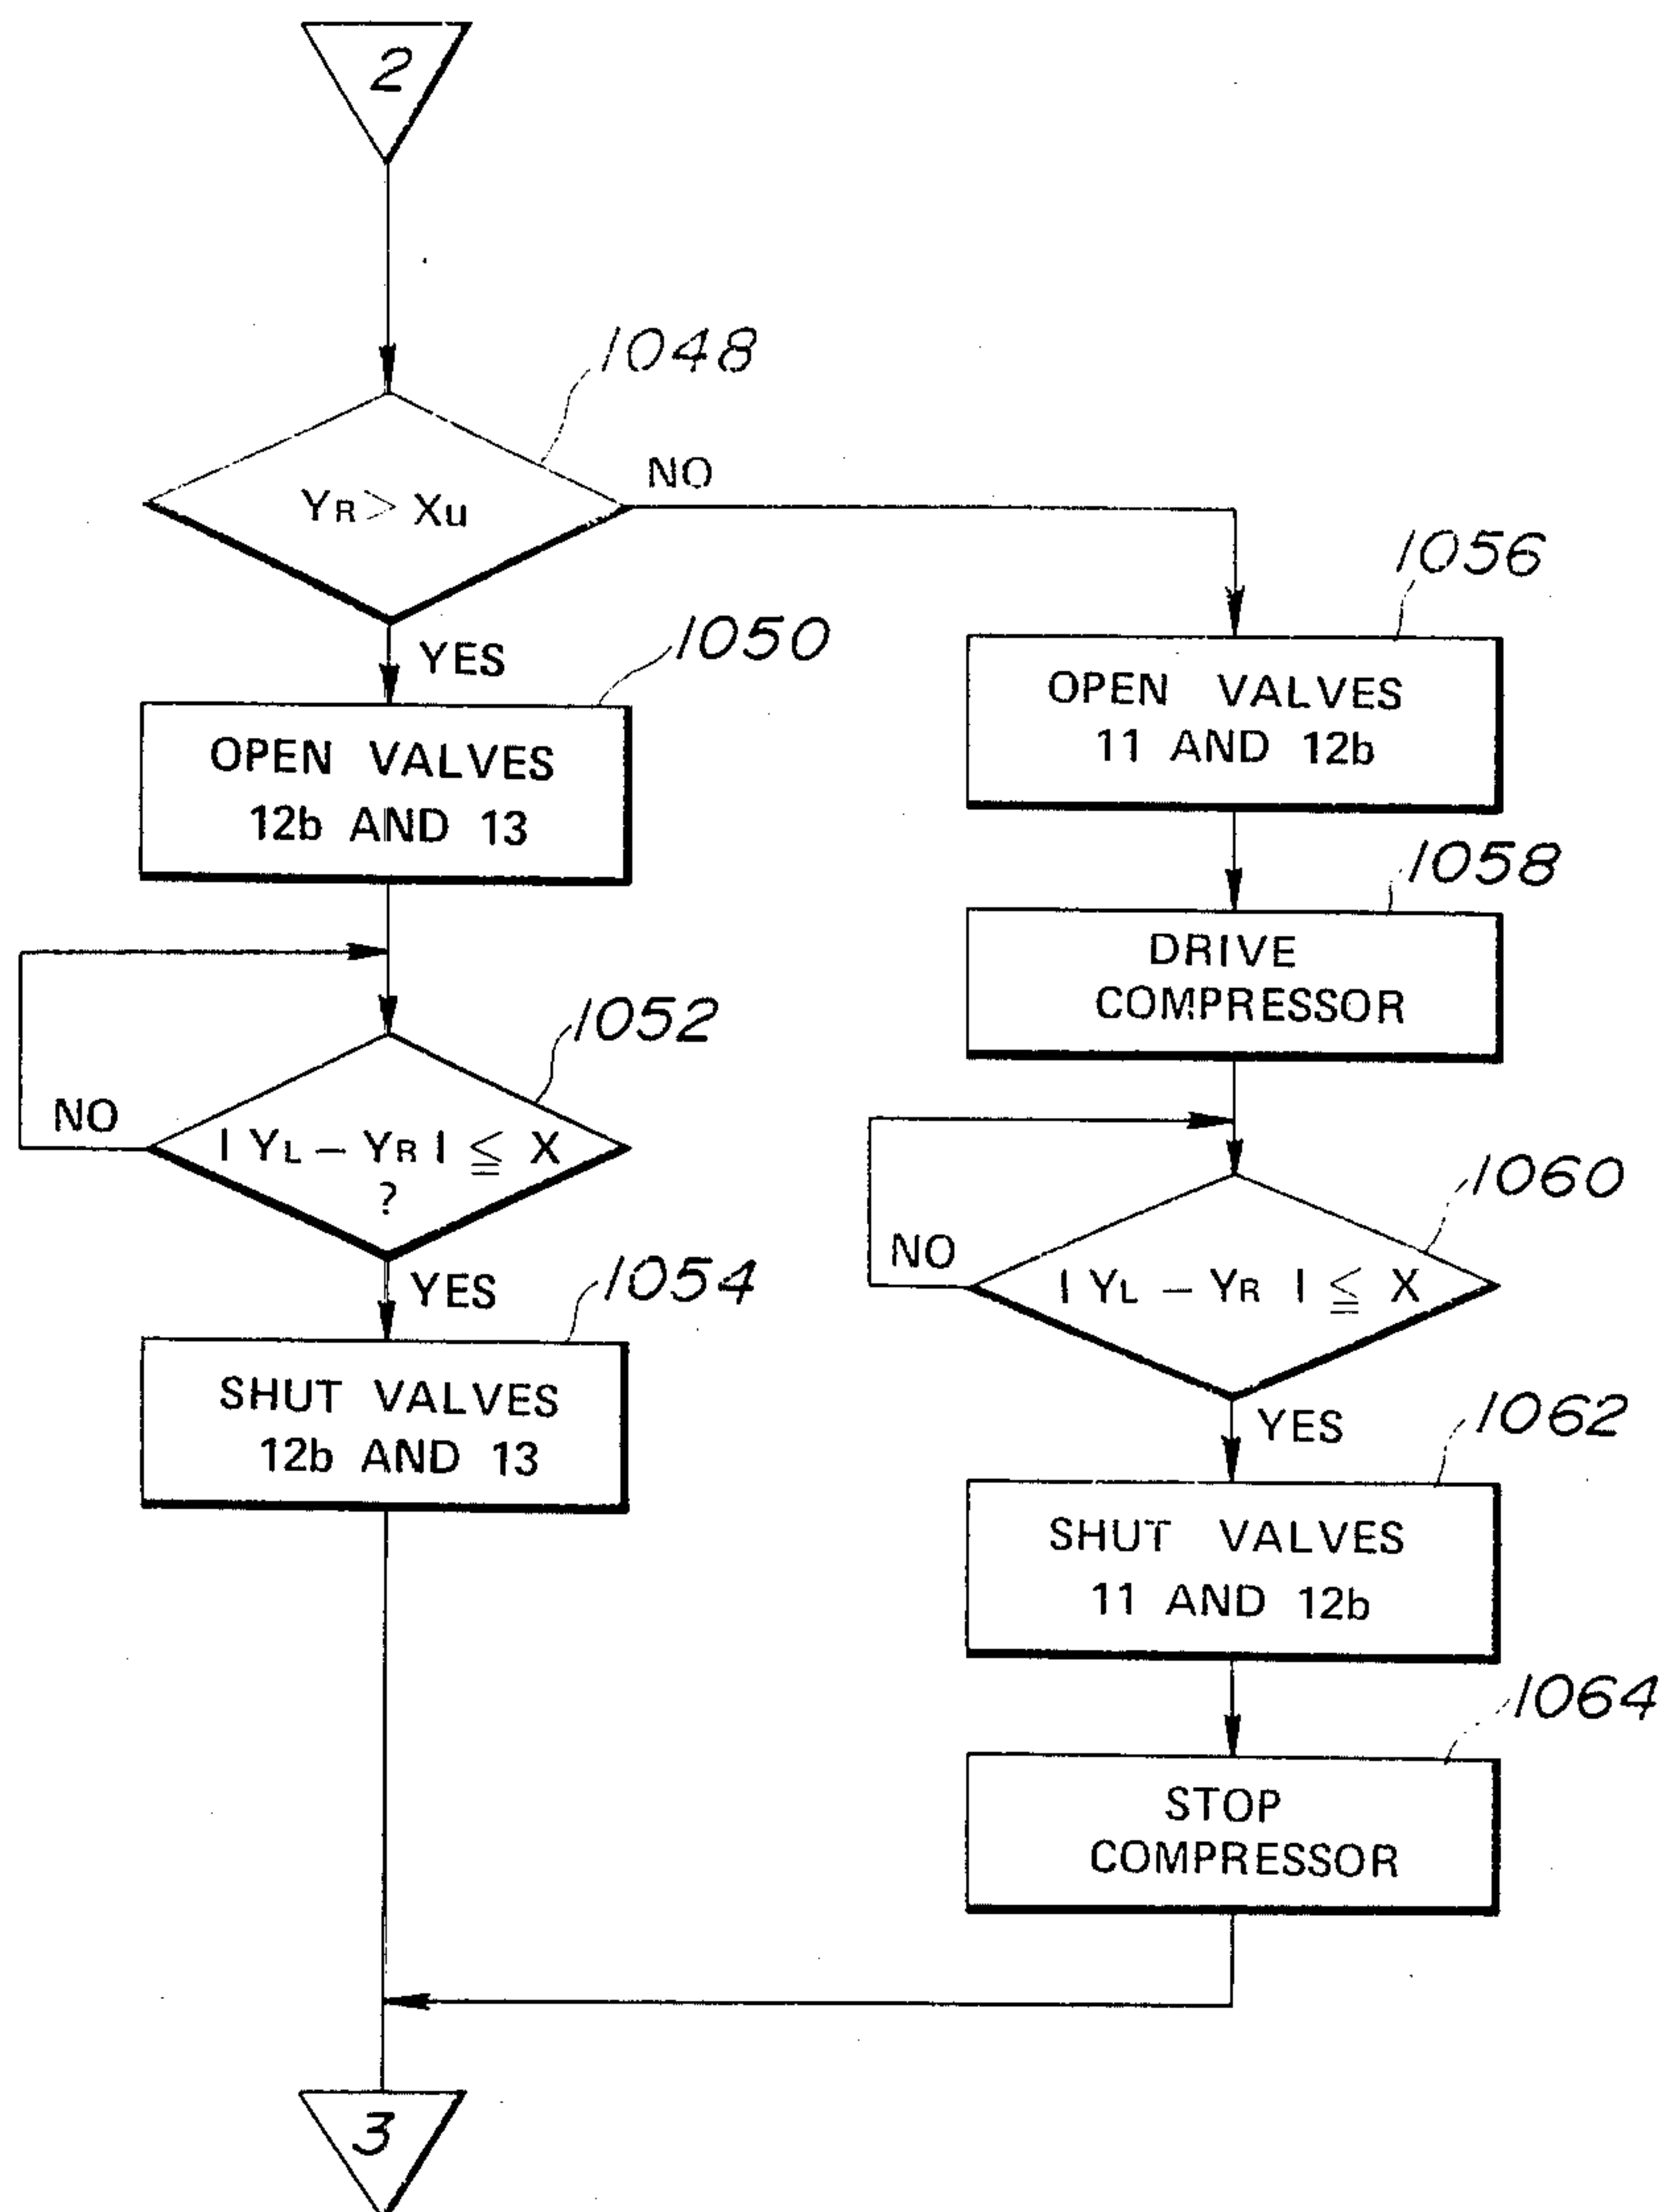 2
1048
YR > Xu
NO
YES
1050
OPEN VALVES
12b AND 13
1052
NO
| YL – YR | ≦ X
?
YES
1054
SHUT VALVES
12b AND 13
1056
OPEN VALVES
11 AND 12b
1058
DRIVE
COMPRESSOR
1060
NO
| YL – YR | ≦ X
YES
1062
SHUT VALVES
11 AND 12b
1064
STOP
COMPRESSOR
3